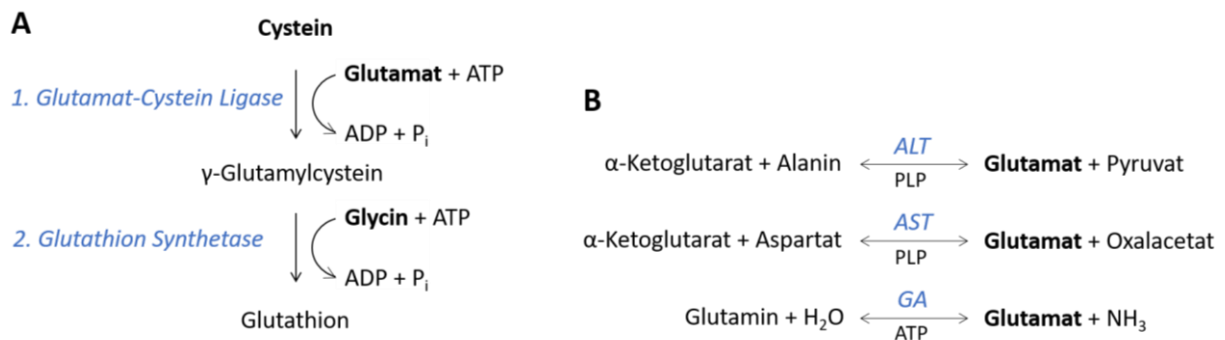 A
Cystein
1. Glutamat-Cystein Ligase
Glutamat + ATP
ADP + Pi
γ-Glutamylcystein
2. Glutathion Synthetase
Glycin + ATP
ADP + Pi
Glutathion
B
ALT
α-Ketoglutarat + Alanin
Glutamat + Pyruvat
PLP
AST
α-Ketoglutarat + Aspartat
Glutamat + Oxalacetat
PLP
GA
Glutamin + H₂O
Glutamat + NH₃
ATP